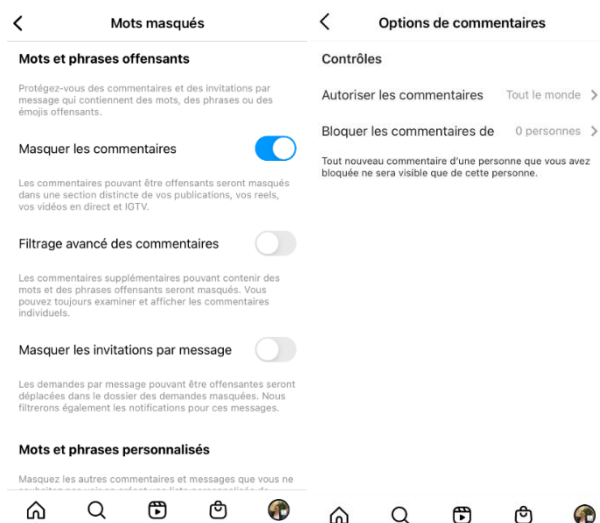 Mots masqués
Mots et phrases offensants
Protégez-vous des commentaires et des invitations par
message qui contiennent des mots, des phrases ou des
émojis offensants.
Masquer les commentaires
Les commentaires pouvant être offensants seront masqués
dans une section distincte de vos publications, vos reels,
vos vidéos en direct et IGTV.
Filtrage avancé des commentaires
Les commentaires supplémentaires pouvant contenir des
mots et des phrases offensants seront masqués. Vous
pouvez toujours examiner et afficher les commentaires
individuels.
Masquer les invitations par message
Les demandes par message pouvant être offensantes seront
déplacées dans le dossier des demandes masquées. Nous
filtrerons également les notifications pour ces messages.
Mots et phrases personnalisés
Masquez les autres commentaires et messages que vous ne
Options de commentaires
Contrôles
Autoriser les commentaires Tout le monde
Bloquer les commentaires de 0 personnes
Tout nouveau commentaire d'une personne que vous avez
bloquée ne sera visible que de cette personne.